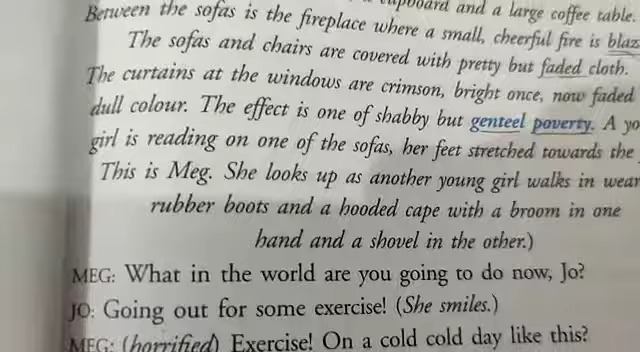 cupboard and a large coffee table.
Between the sofas is the fireplace where a small, cheerful fire is
The sofas and chairs are covered with pretty but faded cloth.
The curtains at the windows are crimson, bright once, now faded
dull colour. The effect is one of shabby but genteel poverty. A
girl is reading on one of the sofas, her feet stretched towards the
This is Meg. She looks up as another young girl walks in
rubber boots and a hooded cape with a broom in one
hand and a shovel in the other.)
MEG: What in the world are you going to do now, Jo?
JO: Going out for some exercise! (She smiles.)
MEG: (horrified) Exercise! On a cold cold day like this?